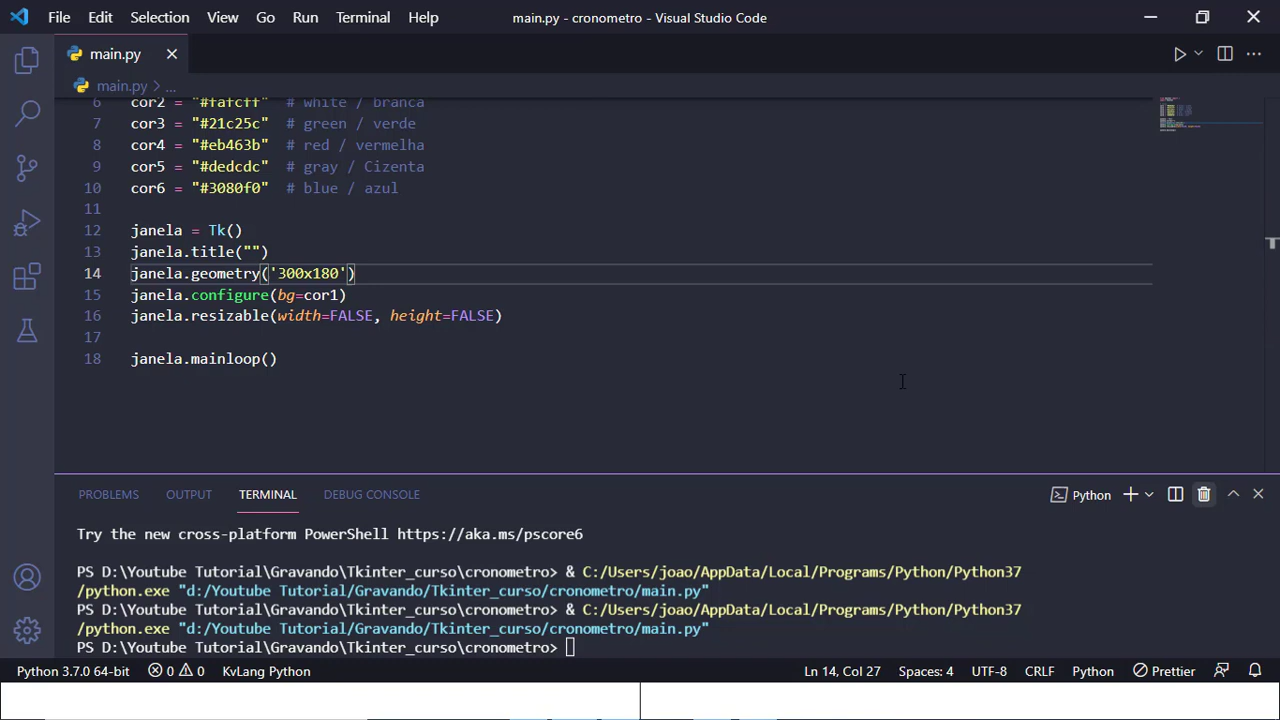 File Edit Selection View Go Run Terminal Help main.py - cronometro - Visual Studio Code
main.py
main.py > ...
6 cor2 = "#fafcff" # white / branca
7 cor3 = "#21c25c" # green / verde
8 cor4 = "#eb463b" # red / vermelha
9 cor5 = "#dedcdc" # gray / Cizenta
10 cor6 = "#3080f0" # blue / azul
11
12 janela = Tk()
13 janela.title("")
14 janela.geometry('300x180')
15 janela.configure(bg=cor1)
16 janela.resizable(width=FALSE, height=FALSE)
17
18 janela.mainloop()
PROBLEMS OUTPUT TERMINAL DEBUG CONSOLE Python
Try the new cross-platform PowerShell https://aka.ms/pscore6
PS D:\Youtube Tutorial\Gravando\Tkinter_curso\cronometro> & C:/Users/joao/AppData/Local/Programs/Python/Python37
/python.exe "d:/Youtube Tutorial/Gravando/Tkinter_curso/cronometro/main.py"
PS D:\Youtube Tutorial\Gravando\Tkinter_curso\cronometro> & C:/Users/joao/AppData/Local/Programs/Python/Python37
/python.exe "d:/Youtube Tutorial/Gravando/Tkinter_curso/cronometro/main.py"
PS D:\Youtube Tutorial\Gravando\Tkinter_curso\cronometro>
Python 3.7.0 64-bit 0 0 KvLang Python Ln 14, Col 27 Spaces: 4 UTF-8 CRLF Python Prettier